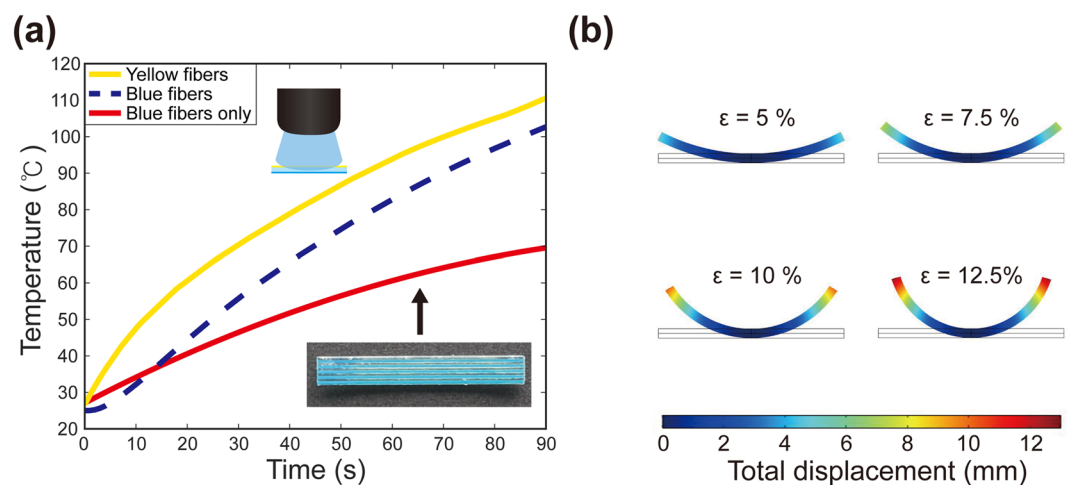 (a)
Temperature (℃)
120
110
100
90
80
70
60
50
40
30
20
Yellow fibers
Blue fibers
Blue fibers only
0 10 20 30 40 50 60 70 80 90
Time (s)
(b)
ε = 5 %
ε = 7.5 %
ε = 10 %
ε = 12.5%
0 2 4 6 8 10 12
Total displacement (mm)